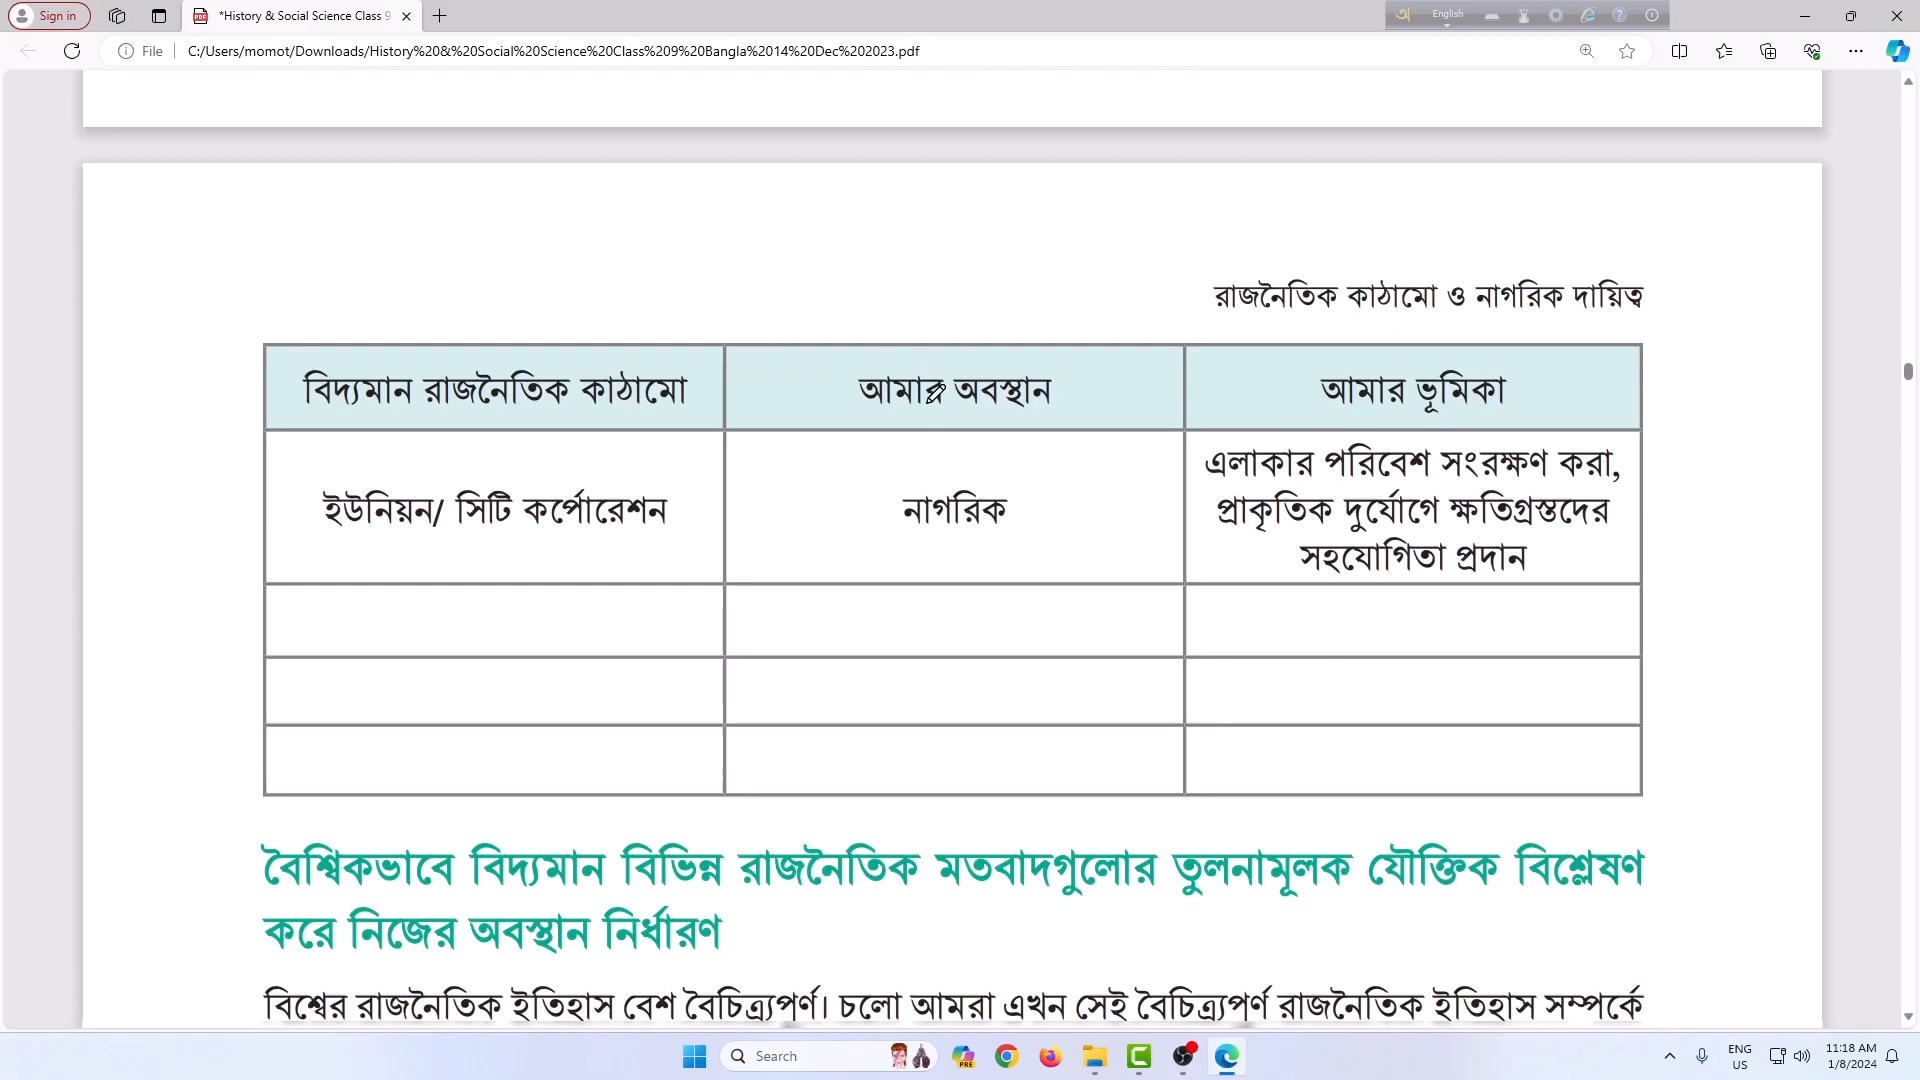 Sign in
*History & Social Science Class 9
English
File
C:/Users/momot/Downloads/History%20&%20Social%20Science%20Class%209%20Bangla%2014%20Dec%202023.pdf
রাজনৈতিক কাঠামো ও নাগরিক দায়িত্ব
বিদ্যমান রাজনৈতিক কাঠামো আমার অবস্থান আমার ভূমিকা
ইউনিয়ন/ সিটি কর্পোরেশন নাগরিক এলাকার পরিবেশ সংরক্ষণ করা,
প্রাকৃতিক দুর্যোগে ক্ষতিগ্রস্তদের
সহযোগিতা প্রদান
বৈশ্বিকভাবে বিদ্যমান বিভিন্ন রাজনৈতিক মতবাদগুলোর তুলনামূলক যৌক্তিক বিশ্লেষণ
করে নিজের অবস্থান নির্ধারণ
বিশ্বের রাজনৈতিক ইতিহাস বেশ বৈচিত্র্যপূর্ণ। চলো আমরা এখন সেই বৈচিত্র্যপূর্ণ রাজনৈতিক ইতিহাস সম্পর্কে
Search
PRE
ENG
US
11:18 AM
1/8/2024